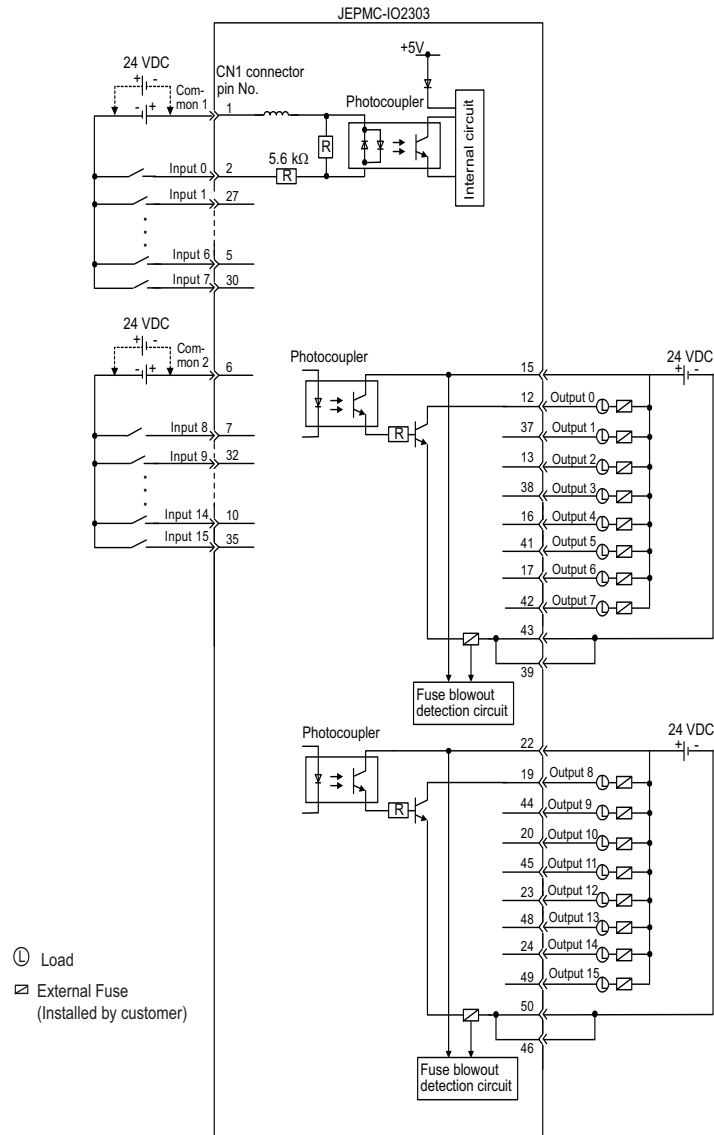 JEPMC-IO2303
24 VDC
+ -
- +
Com-
mon 1
CN1 connector
pin No.
1
+5V
Photocoupler
Internal circuit
R
5.6 kΩ
R
Input 0 2
Input 1 27
Input 6 5
Input 7 30
24 VDC
+ -
- +
Com-
mon 2
6
Input 8 7
Input 9 32
Input 14 10
Input 15 35
Photocoupler
R
15
24 VDC
+ -
12 Output 0 L
37 Output 1 L
13 Output 2 L
38 Output 3 L
16 Output 4 L
41 Output 5 L
17 Output 6 L
42 Output 7 L
43
39
Fuse blowout
detection circuit
Photocoupler
R
22
24 VDC
+ -
19 Output 8 L
44 Output 9 L
20 Output 10 L
45 Output 11 L
23 Output 12 L
48 Output 13 L
24 Output 14 L
49 Output 15 L
50
46
Fuse blowout
detection circuit
L Load
External Fuse
(Installed by customer)